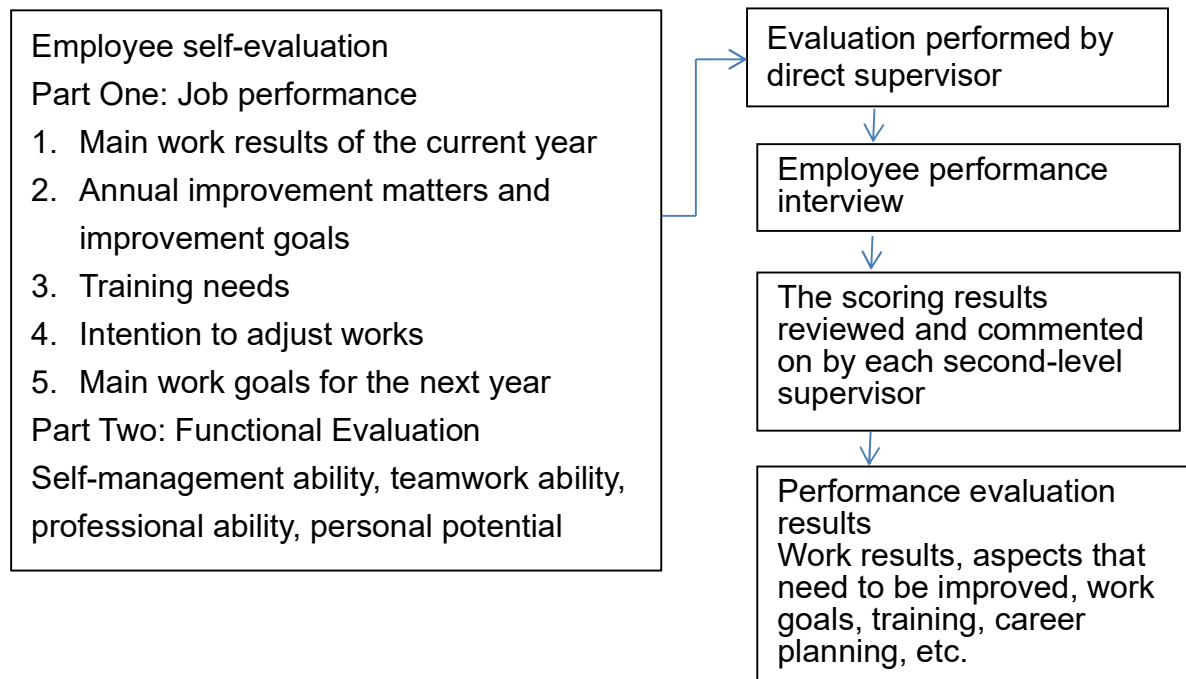 Employee self-evaluation
Part One: Job performance
1. Main work results of the current year
2. Annual improvement matters and
improvement goals
3. Training needs
4. Intention to adjust works
5. Main work goals for the next year
Part Two: Functional Evaluation
Self-management ability, teamwork ability,
professional ability, personal potential
Evaluation performed by
direct supervisor
Employee performance
interview
The scoring results
reviewed and commented
on by each second-level
supervisor
Performance evaluation
results
Work results, aspects that
need to be improved, work
goals, training, career
planning, etc.